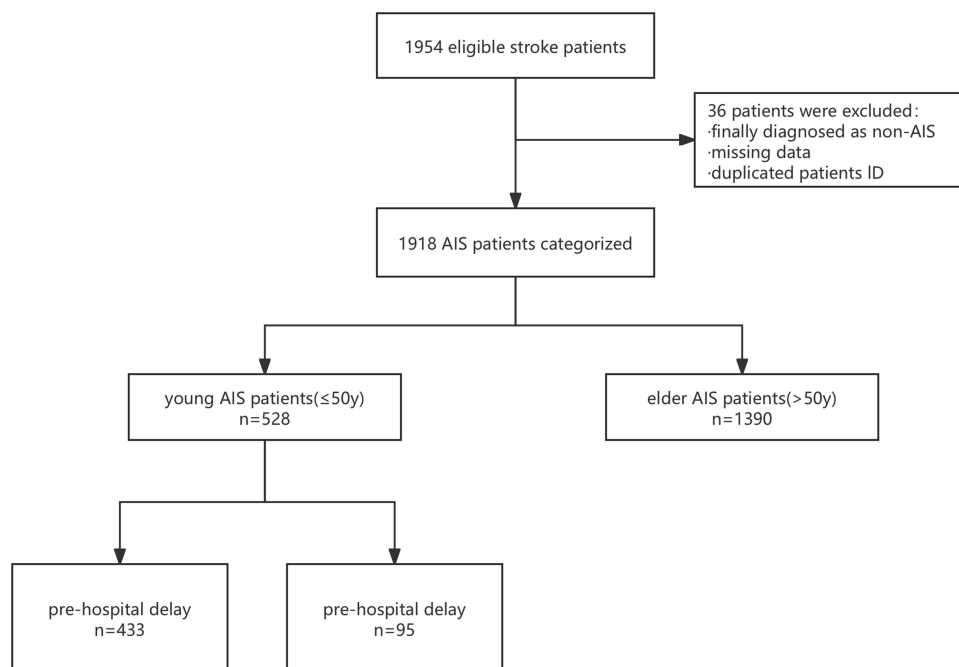 1954 eligible stroke patients
36 patients were excluded:
·finally diagnosed as non-AIS
·missing data
·duplicated patients ID
1918 AIS patients categorized
young AIS patients(≤50y)
n=528
elder AIS patients(>50y)
n=1390
pre-hospital delay
n=433
pre-hospital delay
n=95